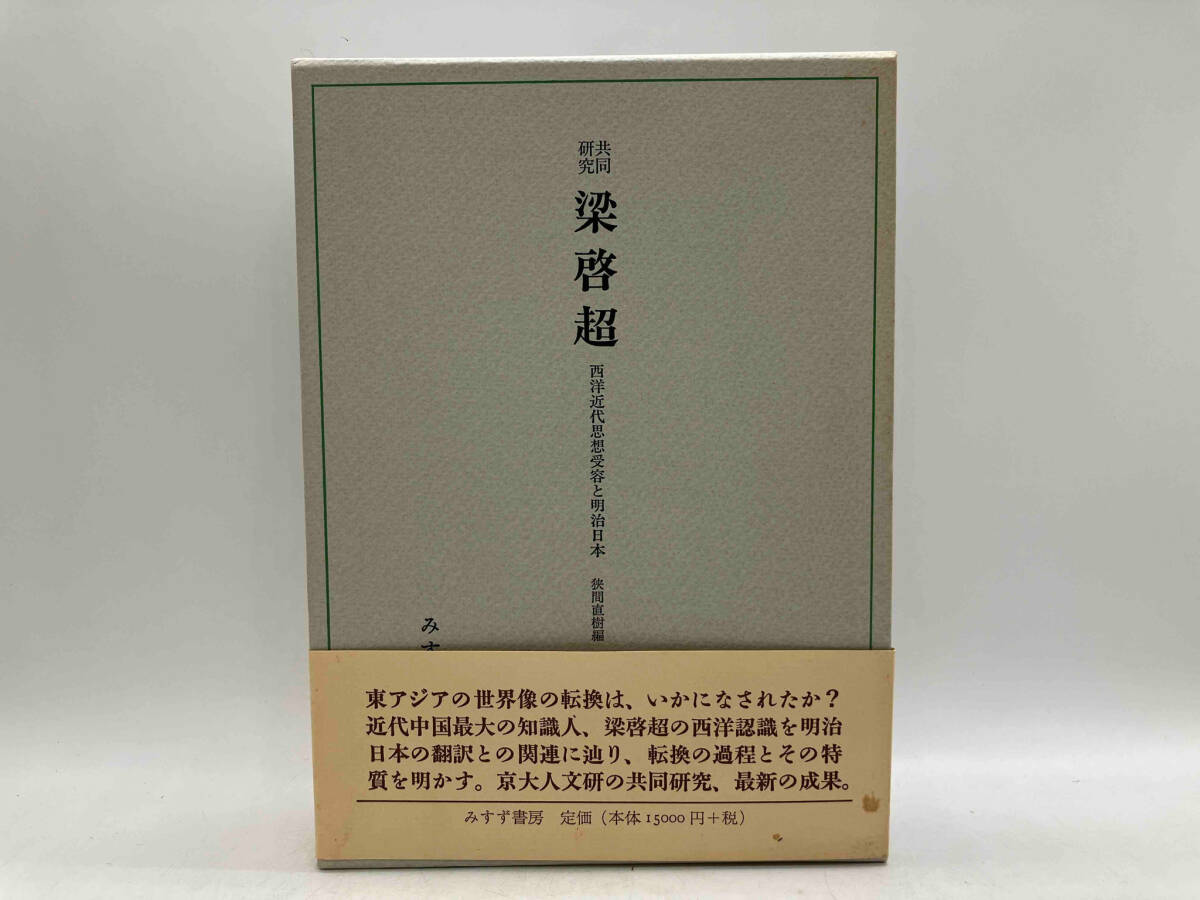 共同
研究
梁啓超
西洋近代思想受容と明治日本
狭間直樹編
みす
東アジアの世界像の転換は、いかになされたか?
近代中国最大の知識人、梁啓超の西洋認識を明治
日本の翻訳との関連に辿り、転換の過程とその特
質を明かす。京大人文研の共同研究、最新の成果。
みすず書房 定価(本体15000円+税)